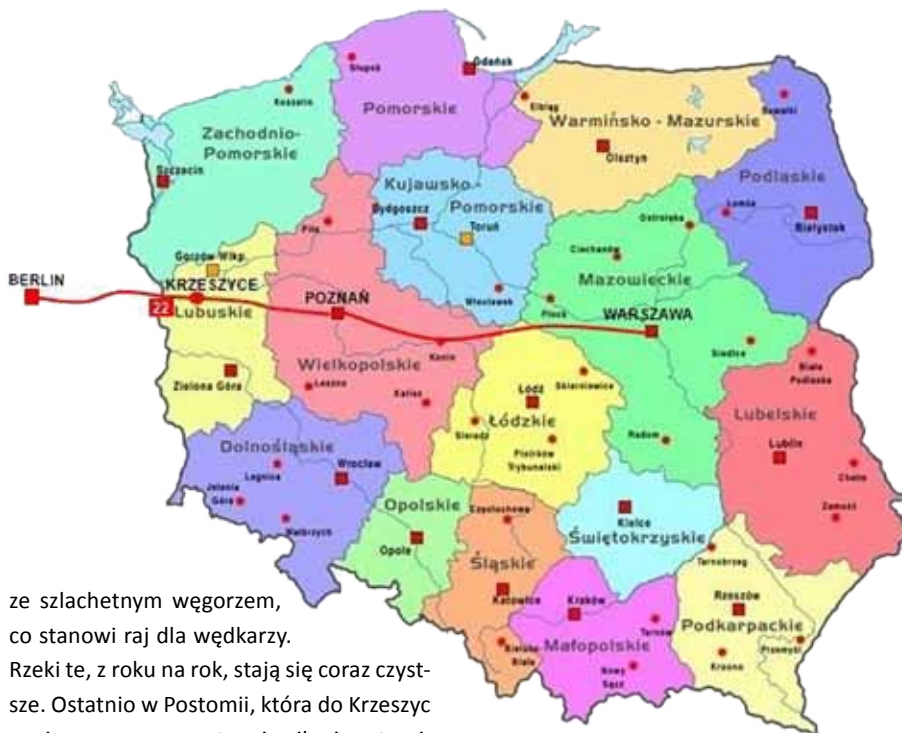 Gdańsk
Słupsk
Koszalin
Pomorskie
Elbląg
Suwałki
Zachodnio-
Pomorskie
Warmińsko - Mazurskie
Olsztyn
Szczecin
Kujawsko-
Pomorskie
Podlaskie
Bydgoszcz
Toruń
Piła
Ostrołęka
Łomża
Białystok
Gorzów Wlkp.
Ciechanów
Mazowieckie
BERLIN
KRZESZYCE
22
Lubuskie
POZNAŃ
Włocławek
Płock
WARSZAWA
Siedlce
Biała
Podlaska
Konin
Wielkopolskie
Zielona Góra
Leszno
Kalisz
Skierniewice
Łódź
Łódzkie
Sieradz
Piotrków
Trybunalski
Radom
Lubelskie
Lublin
Chełm
Zamość
Dolnośląskie
Legnica
Wrocław
Jelenia
Góra
Wałbrzych
Opolskie
Opole
Częstochowa
Śląskie
Katowice
Kielce
Świętokrzyskie
Tarnobrzeg
Rzeszów
Podkarpackie
Przemyśl
Krosno
Kraków
Tarnów
Małopolskie
Nowy
Sącz
Bielsko-
Biała
ze szlachetnym węgorzem,
co stanowi raj dla wędkarzy.
Rzeki te, z roku na rok, stają się coraz czyst-
sze. Ostatnio w Postomii, która do Krzeszyc